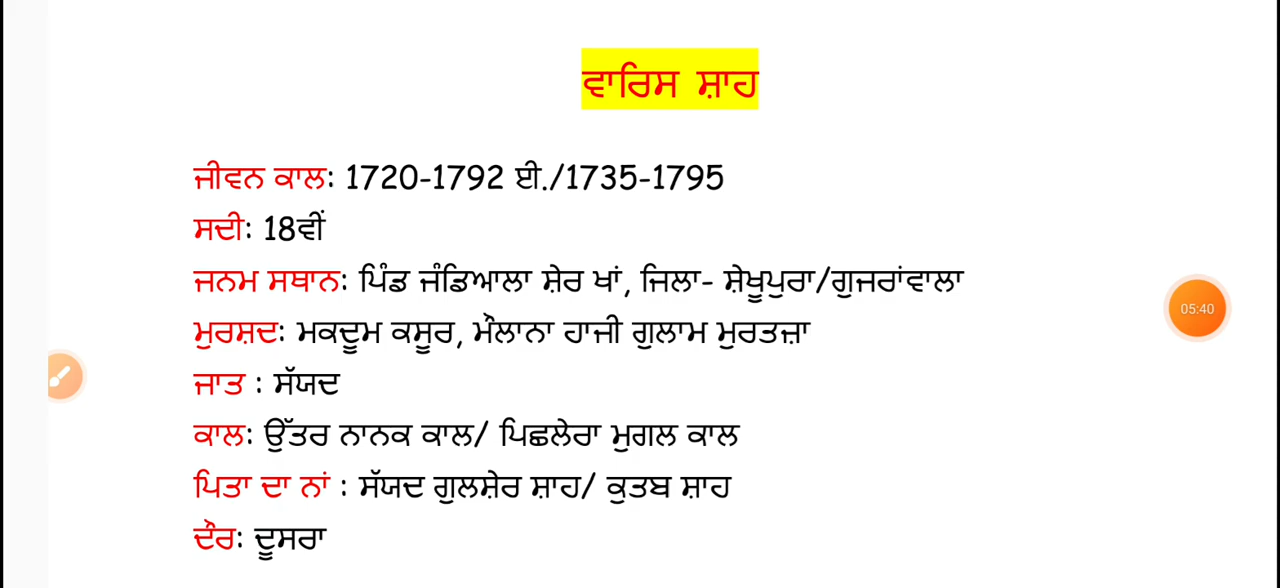 ਵਾਰਿਸ ਸ਼ਾਹ
ਜੀਵਨ ਕਾਲ: 1720-1792 ਈ./1735-1795
ਸਦੀ: 18ਵੀਂ
ਜਨਮ ਸਥਾਨ: ਪਿੰਡ ਜੰਡਿਆਲਾ ਸ਼ੇਰ ਖਾਂ, ਜਿਲਾ- ਸ਼ੇਖੂਪੁਰਾ/ਗੁਜਰਾਂਵਾਲਾ
ਮੁਰਸ਼ਦ: ਮਕਦੂਮ ਕਸੂਰ, ਮੌਲਾਨਾ ਹਾਜੀ ਗੁਲਾਮ ਮੁਰਤਜ਼ਾ
05:40
ਜਾਤ : ਸੱਯਦ
ਕਾਲ: ਉੱਤਰ ਨਾਨਕ ਕਾਲ/ ਪਿਛਲੇਰਾ ਮੁਗਲ ਕਾਲ
ਪਿਤਾ ਦਾ ਨਾਂ : ਸੱਯਦ ਗੁਲਸ਼ੇਰ ਸ਼ਾਹ/ ਕੁਤਬ ਸ਼ਾਹ
ਦੌਰ: ਦੂਸਰਾ